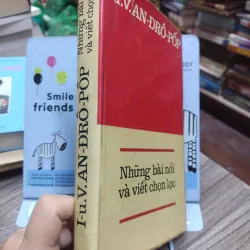 I-u.V.AN-ĐRÔ-PỐP
Những bài nói
và viết chọn lọc
.u.V.AN-ĐRÔ-PỐP
Những bài nói
và viết chọn lọc
Smile
friends